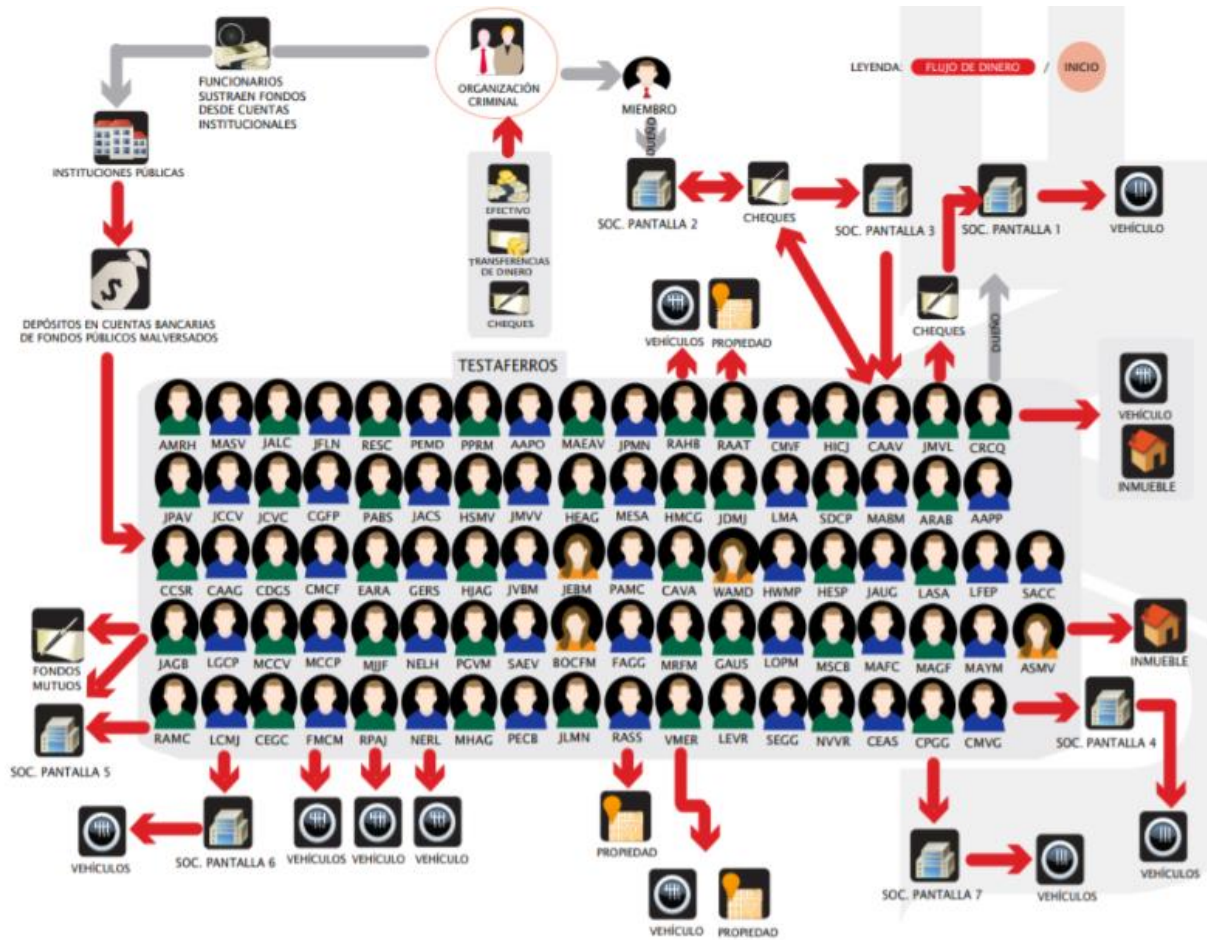 LEYENDA: FLUJO DE DINERO / INICIO
FUNCIONARIOS
SUSTRAEN FONDOS
DESDE CUENTAS
INSTITUCIONALES
ORGANIZACIÓN
CRIMINAL
MIEMBRO
DUEÑO
INSTITUCIONES PÚBLICAS
EFECTIVO
TRANSFERENCIAS
DE DINERO
CHEQUES
SOC. PANTALLA 2
CHEQUES
SOC. PANTALLA 3
SOC. PANTALLA 1
VEHÍCULO
DEPÓSITOS EN CUENTAS BANCARIAS
DE FONDOS PÚBLICOS MALVERSADOS
VEHÍCULOS
PROPIEDAD
CHEQUES
DUEÑO
TESTAFERROS
VEHÍCULO
INMUEBLE
AMRH MASV JALC JFLN RESC PEMD PPRM AAPO MAEAV JPMN RAHB RAAT CMVF HICJ CAAV JMVL CRCQ
JPAV JCCV JCVC CGFP PABS JACS HSMV JMVV HEAG MESA HMCG JDMJ LMA SDCP MABM ARAB AAPP
CCSR CAAG CDGS CMCF EARA GERS HJAG JVBM JEBM PAMC CAVA WAMD HWMP HESP JAUG LASA LFEP SACC
JAGB LGCP MCCV MCCP MJJF NELH PGVM SAEV BOCFM FAGG MRFM GAUS LOPM MSCB MAFC MAGF MAYM ASMV
RAMC LCMJ CEGC FMCM RPAJ NERL MHAG PECB JLMN RASS VMER LEVR SEGG NVVR CEAS CPGG CMVG
FONDOS
MUTUOS
INMUEBLE
SOC. PANTALLA 5
SOC. PANTALLA 4
VEHÍCULOS
SOC. PANTALLA 6
VEHÍCULOS
VEHÍCULO
VEHÍCULO
PROPIEDAD
SOC. PANTALLA 7
VEHÍCULOS
VEHÍCULOS
VEHÍCULO
PROPIEDAD